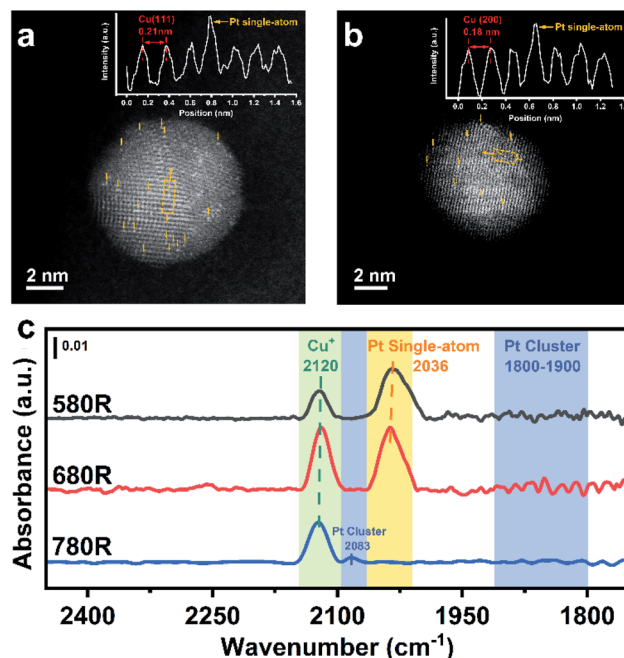 a
Cu(111)
0.21nm
Pt single-atom
Intensity (a.u.)
0.0 0.2 0.4 0.6 0.8 1.0 1.2 1.4 1.6
Position (nm)
2 nm
b
Cu (200)
0.18 nm
Pt single-atom
Intensity (a.u.)
0.0 0.2 0.4 0.6 0.8 1.0 1.2 1.4
Position (nm)
2 nm
c
0.01
Cu⁺
2120
Pt Single-atom
2036
Pt Cluster
1800-1900
580R
680R
780R
Pt Cluster
2083
Absorbance (a.u.)
2400 2250 2100 1950 1800
Wavenumber (cm⁻¹)